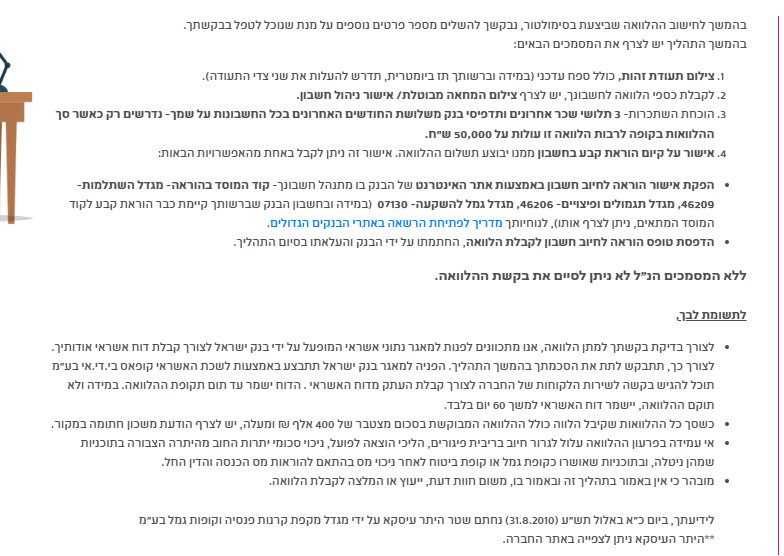 בהמשך לחישוב ההלוואה שביצעת בסימולטור, נבקשך להשלים מספר פרטים נוספים על מנת שנוכל לטפל בבקשתך.
בהמשך התהליך יש לצרף את המסמכים הבאים:
1. צילום תעודת זהות, כולל ספח עדכני (במידה וברשותך תז ביומטרית, תדרש להעלות את שני צדי התעודה).
2. לקבלת כספי הלוואה לחשבונך, יש לצרף צילום המחאה מבוטלת/ אישור ניהול חשבון.
3. הוכחת השתכרות- 3 תלושי שכר אחרונים ותדפיסי בנק משלושת החודשים האחרונים בכל החשבונות על שמך- נדרשים רק כאשר סך
ההלוואות בקופה לרבות הלוואה זו עולות על 50,000 ש"ח.
4. אישור על קיום הוראת קבע בחשבון ממנו יבוצע תשלום ההלוואה. אישור זה ניתן לקבל באחת מהאפשרויות הבאות:
• הפקת אישור הוראה לחיוב חשבון באמצעות אתר האינטרנט של הבנק בו מתנהל חשבונך- קוד המוסד בהוראה- מגדל השתלמות-
46209, מגדל תגמולים ופיצויים- 46206, מגדל גמל להשקעה- 07130 (במידה ובחשבון הבנק שברשותך קיימת כבר הוראת קבע לקוד
המוסד המתאים, ניתן לצרף אותו), לנוחיותך מדריך לפתיחת הרשאה באתרי הבנקים הגדולים.
• הדפסת טופס הוראה לחיוב חשבון לקבלת הלוואה, החתמתו על ידי הבנק והעלאתו בסיום התהליך.
ללא המסמכים הנ"ל לא ניתן לסיים את בקשת ההלוואה.
לתשומת לבך,
• לצורך בדיקת בקשתך למתן הלוואה, אנו מתכוונים לפנות למאגר נתוני אשראי המופעל על ידי בנק ישראל לצורך קבלת דוח אשראי אודותיך.
לצורך כך, תתבקש לתת את הסכמתך בהמשך התהליך. הפניה למאגר בנק ישראל תתבצע באמצעות לשכת האשראי קופאס בי.די.אי בע"מ
תוכל להגיש בקשה לשירות הלקוחות של החברה לצורך קבלת העתק מדוח האשראי . הדוח ישמר עד תום תקופת ההלוואה. במידה ולא
תוקם ההלוואה, יישמר דוח האשראי למשך 60 יום בלבד.
• כשסך כל ההלוואות שקיבל הלווה כולל ההלוואה המבוקשת בסכום מצטבר של 400 אלף ₪ ומעלה, יש לצרף הודעת משכון חתומה במקור.
• אי עמידה בפרעון ההלוואה עלול לגרור חיוב בריבית פיגורים, הליכי הוצאה לפועל, ניכוי סכומי יתרות החוב מהיתרה הצבורה בתוכניות
שמהן ניטלה, ובתוכניות שאושרו כקופת גמל או קופת ביטוח לאחר ניכוי מס בהתאם להוראות מס הכנסה והדין החל.
• מובהר כי אין באמור בתהליך זה ובאמור בו, משום חוות דעת, ייעוץ או המלצה לקבלת הלוואה.
לידיעתך, ביום כ"א באלול תש"ע (31.8.2010) נחתם שטר היתר עיסקא על ידי מגדל מקפת קרנות פנסיה וקופות גמל בע"מ
**היתר העיסקא ניתן לצפייה באתר החברה.